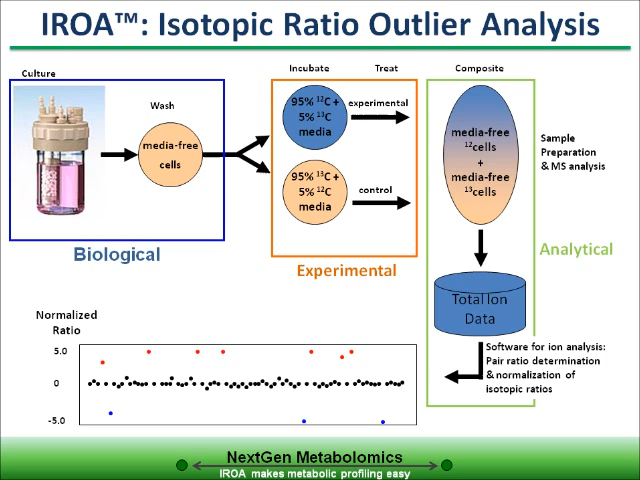 IROA™: Isotopic Ratio Outlier Analysis
Culture
Wash
media-free
cells
Biological
Incubate
Treat
95% ¹²C +
5% ¹³C
media
experimental
95% ¹³C +
5% ¹²C
media
control
Experimental
Composite
media-free
¹²cells
+
media-free
¹³cells
Sample
Preparation
& MS analysis
Analytical
Total Ion
Data
Software for ion analysis:
Pair ratio determination
& normalization of
isotopic ratios
Normalized
Ratio
5.0
0
-5.0
NextGen Metabolomics
IROA makes metabolic profiling easy